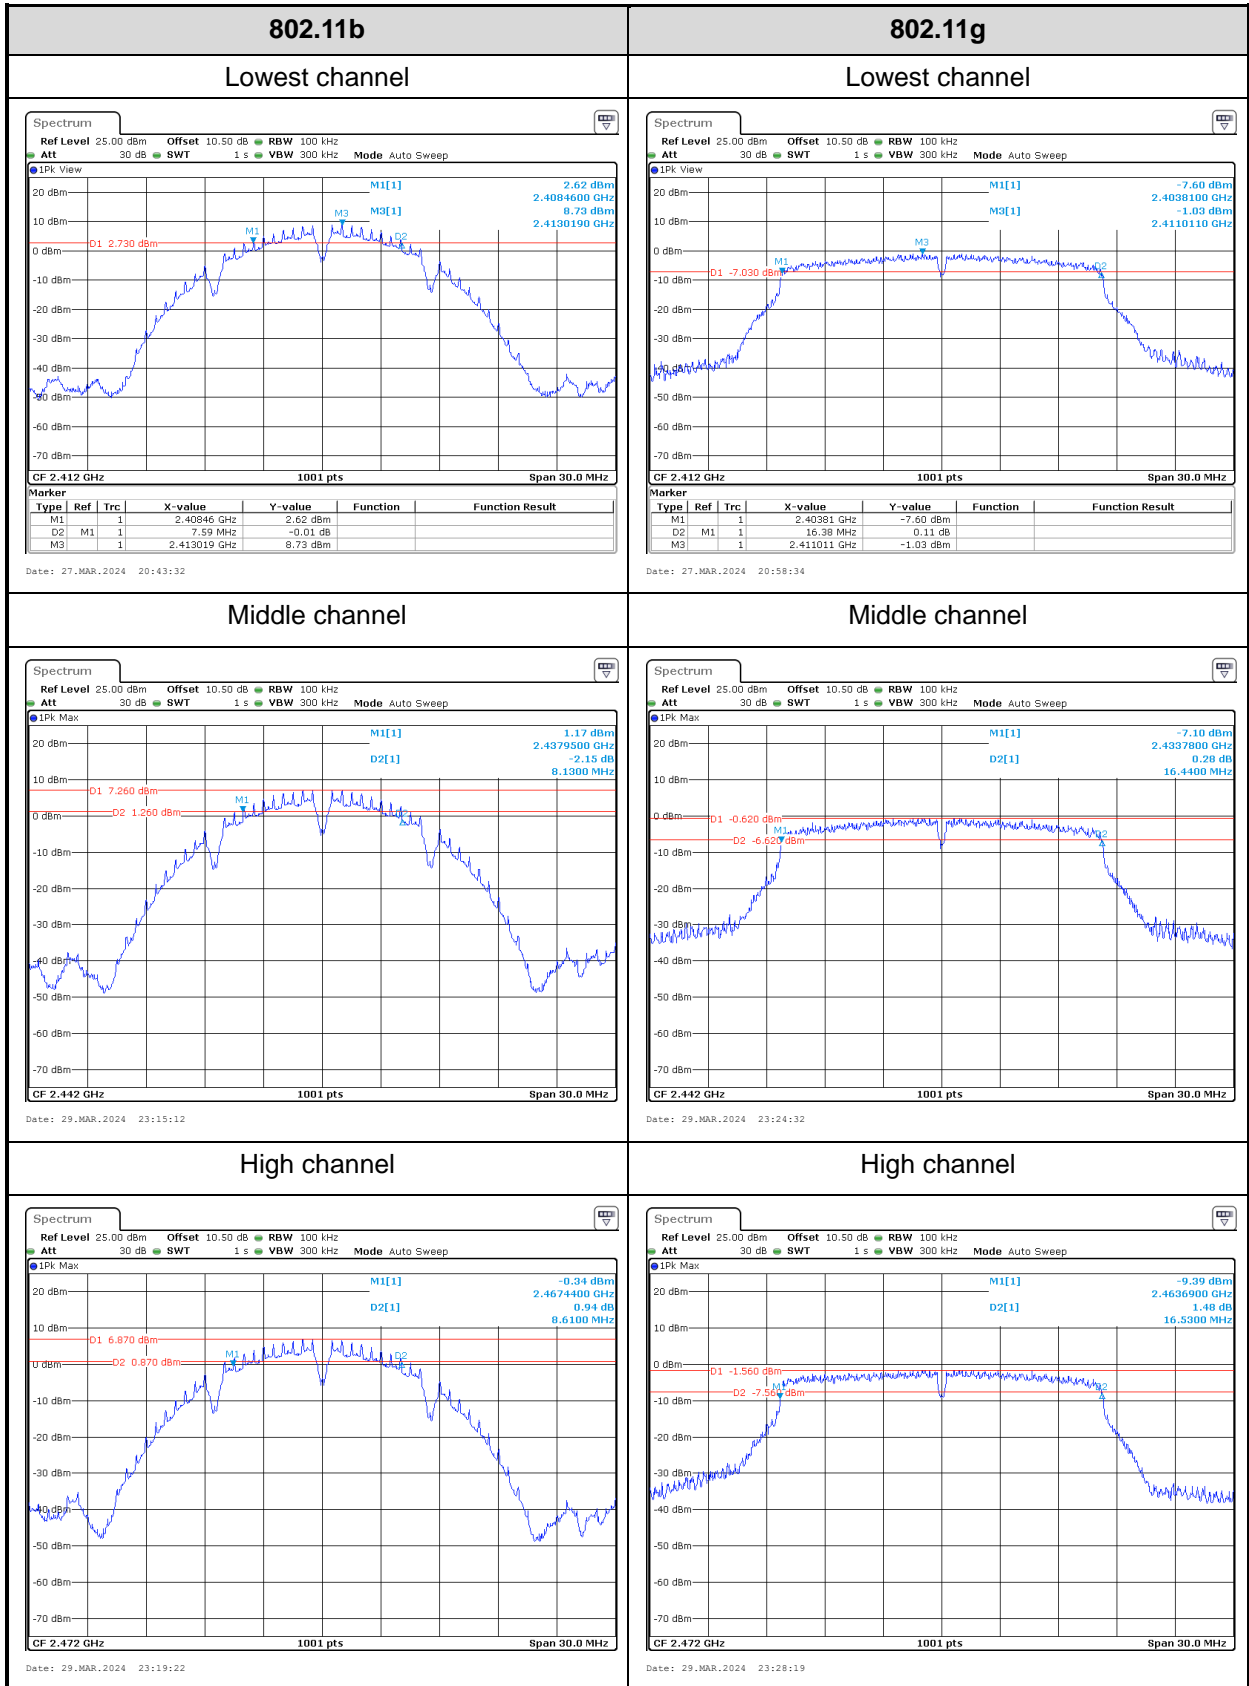 802.11b
802.11g
Lowest channel
Lowest channel
Spectrum
Ref Level 25.00 dBm Offset 10.50 dB RBW 100 kHz
Att 30 dB SWT 1 s VBW 300 kHz Mode Auto Sweep
1Pk View
M1[1] 2.62 dBm
2.4084600 GHz
M3[1] 8.73 dBm
2.4130190 GHz
20 dBm
10 dBm
M3
M1
D2
D1 2.730 dBm
0 dBm
-10 dBm
-20 dBm
-30 dBm
-40 dBm
-50 dBm
-60 dBm
-70 dBm
CF 2.412 GHz 1001 pts Span 30.0 MHz
Marker
Type Ref Trc X-value Y-value Function Function Result
M1 1 2.40846 GHz 2.62 dBm
D2 M1 1 7.59 MHz -0.01 dB
M3 1 2.413019 GHz 8.73 dBm
Date: 27.MAR.2024 20:43:32
Spectrum
Ref Level 25.00 dBm Offset 10.50 dB RBW 100 kHz
Att 30 dB SWT 1 s VBW 300 kHz Mode Auto Sweep
1Pk View
M1[1] -7.60 dBm
2.4038100 GHz
M3[1] -1.03 dBm
2.4110110 GHz
20 dBm
10 dBm
0 dBm
M3
M1
D2
D1 -7.030 dBm
-10 dBm
-20 dBm
-30 dBm
-40 dBm
-50 dBm
-60 dBm
-70 dBm
CF 2.412 GHz 1001 pts Span 30.0 MHz
Marker
Type Ref Trc X-value Y-value Function Function Result
M1 1 2.40381 GHz -7.60 dBm
D2 M1 1 16.38 MHz 0.11 dB
M3 1 2.411011 GHz -1.03 dBm
Date: 27.MAR.2024 20:58:34
Middle channel
Middle channel
Spectrum
Ref Level 25.00 dBm Offset 10.50 dB RBW 100 kHz
Att 30 dB SWT 1 s VBW 300 kHz Mode Auto Sweep
1Pk Max
M1[1] 1.17 dBm
2.4379500 GHz
D2[1] -2.15 dB
8.1300 MHz
20 dBm
10 dBm
D1 7.260 dBm
M1
D2 1.260 dBm
D2
0 dBm
-10 dBm
-20 dBm
-30 dBm
-40 dBm
-50 dBm
-60 dBm
-70 dBm
CF 2.442 GHz 1001 pts Span 30.0 MHz
Date: 29.MAR.2024 23:15:12
Spectrum
Ref Level 25.00 dBm Offset 10.50 dB RBW 100 kHz
Att 30 dB SWT 1 s VBW 300 kHz Mode Auto Sweep
1Pk Max
M1[1] -7.10 dBm
2.4337800 GHz
D2[1] 0.28 dB
16.4400 MHz
20 dBm
10 dBm
0 dBm
D1 -0.620 dBm
M1
D2
D2 -6.620 dBm
-10 dBm
-20 dBm
-30 dBm
-40 dBm
-50 dBm
-60 dBm
-70 dBm
CF 2.442 GHz 1001 pts Span 30.0 MHz
Date: 29.MAR.2024 23:24:32
High channel
High channel
Spectrum
Ref Level 25.00 dBm Offset 10.50 dB RBW 100 kHz
Att 30 dB SWT 1 s VBW 300 kHz Mode Auto Sweep
1Pk Max
M1[1] -0.34 dBm
2.4674400 GHz
D2[1] 0.94 dB
8.6100 MHz
20 dBm
10 dBm
D1 6.870 dBm
M1
D2
D2 0.870 dBm
0 dBm
-10 dBm
-20 dBm
-30 dBm
-40 dBm
-50 dBm
-60 dBm
-70 dBm
CF 2.472 GHz 1001 pts Span 30.0 MHz
Date: 29.MAR.2024 23:19:22
Spectrum
Ref Level 25.00 dBm Offset 10.50 dB RBW 100 kHz
Att 30 dB SWT 1 s VBW 300 kHz Mode Auto Sweep
1Pk Max
M1[1] -9.39 dBm
2.4636900 GHz
D2[1] 1.48 dB
16.5300 MHz
20 dBm
10 dBm
0 dBm
D1 -1.560 dBm
M1
D2
D2 -7.560 dBm
-10 dBm
-20 dBm
-30 dBm
-40 dBm
-50 dBm
-60 dBm
-70 dBm
CF 2.472 GHz 1001 pts Span 30.0 MHz
Date: 29.MAR.2024 23:28:19